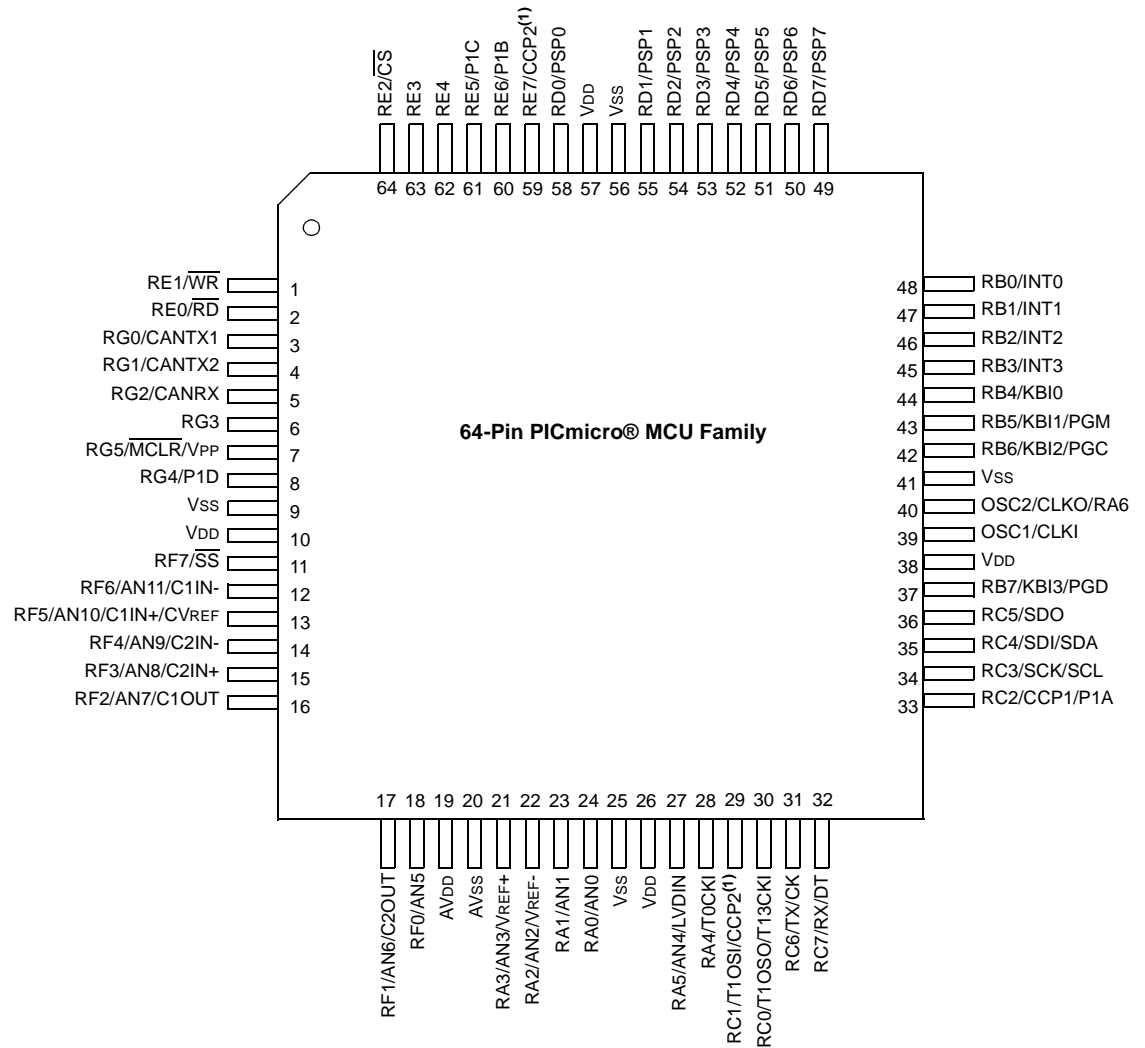 RE2/CS
RE3
RE4
RE5/P1C
RE6/P1B
RE7/CCP2(1)
RD0/PSP0
VDD
VSS
RD1/PSP1
RD2/PSP2
RD3/PSP3
RD4/PSP4
RD5/PSP5
RD6/PSP6
RD7/PSP7
64 63 62 61 60 59 58 57 56 55 54 53 52 51 50 49
RE1/WR 1
RE0/RD 2
RG0/CANTX1 3
RG1/CANTX2 4
RG2/CANRX 5
RG3 6
RG5/MCLR/VPP 7
RG4/P1D 8
VSS 9
VDD 10
RF7/SS 11
RF6/AN11/C1IN- 12
RF5/AN10/C1IN+/CVREF 13
RF4/AN9/C2IN- 14
RF3/AN8/C2IN+ 15
RF2/AN7/C1OUT 16
64-Pin PICmicro® MCU Family
48 RB0/INT0
47 RB1/INT1
46 RB2/INT2
45 RB3/INT3
44 RB4/KBI0
43 RB5/KBI1/PGM
42 RB6/KBI2/PGC
41 VSS
40 OSC2/CLKO/RA6
39 OSC1/CLKI
38 VDD
37 RB7/KBI3/PGD
36 RC5/SDO
35 RC4/SDI/SDA
34 RC3/SCK/SCL
33 RC2/CCP1/P1A
17 18 19 20 21 22 23 24 25 26 27 28 29 30 31 32
RF1/AN6/C2OUT
RF0/AN5
AVDD
AVSS
RA3/AN3/VREF+
RA2/AN2/VREF-
RA1/AN1
RA0/AN0
VSS
VDD
RA5/AN4/LVDIN
RA4/T0CKI
RC1/T1OSI/CCP2(1)
RC0/T1OSO/T13CKI
RC6/TX/CK
RC7/RX/DT